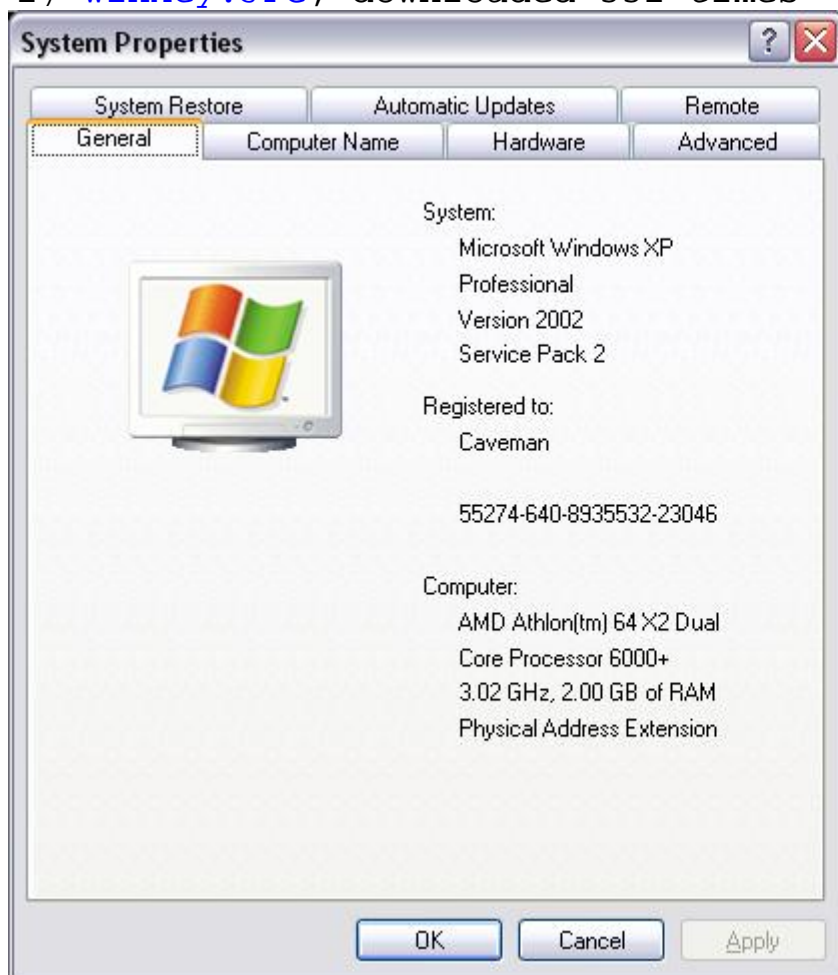 System Properties
System Restore Automatic Updates Remote
General Computer Name Hardware Advanced
System:
Microsoft Windows XP
Professional
Version 2002
Service Pack 2
Registered to:
Caveman
55274-640-8935532-23046
Computer:
AMD Athlon(tm) 64 X2 Dual
Core Processor 6000+
3.02 GHz, 2.00 GB of RAM
Physical Address Extension
OK Cancel Apply